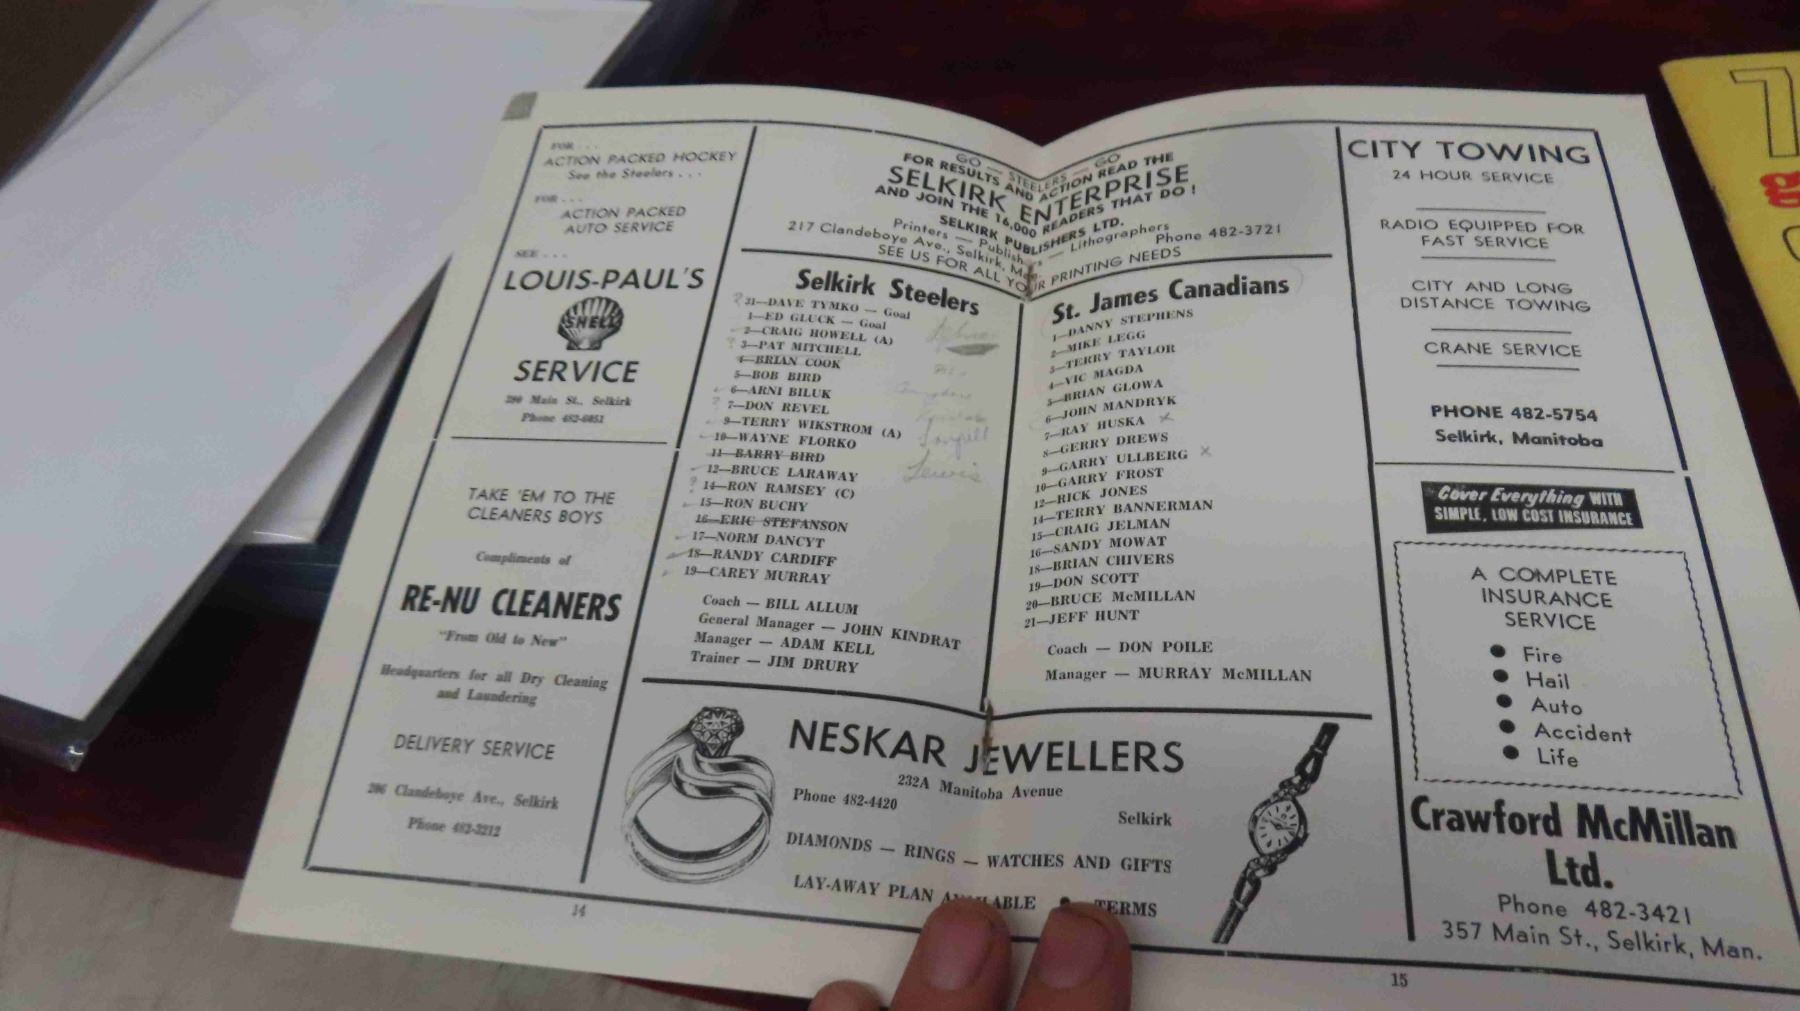 FOR . . .
ACTION PACKED HOCKEY
See the Steelers . . .
FOR . . .
ACTION PACKED
AUTO SERVICE
SEE . . .
LOUIS-PAUL'S
SHELL
SERVICE
390 Main St., Selkirk
Phone 482-6051
TAKE 'EM TO THE
CLEANERS BOYS
Compliments of
RE-NU CLEANERS
"From Old to New"
Headquarters for all Dry Cleaning
and Laundering
DELIVERY SERVICE
206 Clandeboye Ave., Selkirk
Phone 482-3212
14
GO — STEELERS — GO
FOR RESULTS AND ACTION READ THE
SELKIRK ENTERPRISE
AND JOIN THE 16,000 READERS THAT DO !
SELKIRK PUBLISHERS LTD.
Printers — Publishers — Lithographers
217 Clandeboye Ave., Selkirk, Man. Phone 482-3721
SEE US FOR ALL YOUR PRINTING NEEDS
Selkirk Steelers
? 31—DAVE TYMKO — Goal
1—ED GLUCK — Goal
2—CRAIG HOWELL (A)
? 3—PAT MITCHELL
4—BRIAN COOK
5—BOB BIRD
6—ARNI BILUK
? 7—DON REVEL
9—TERRY WIKSTROM (A)
10—WAYNE FLORKO
11—BARRY BIRD
12—BRUCE LARAWAY
? 14—RON RAMSEY (C)
15—RON BUCHY
16—ERIC STEFANSON
17—NORM DANCYT
18—RANDY CARDIFF
19—CAREY MURRAY
Lewis
Coach — BILL ALLUM
General Manager — JOHN KINDRAT
Manager — ADAM KELL
Trainer — JIM DRURY
St. James Canadians
1—DANNY STEPHENS
2—MIKE LEGG
3—TERRY TAYLOR
4—VIC MAGDA
5—BRIAN GLOWA
6—JOHN MANDRYK
7—RAY HUSKA x
8—GERRY DREWS
9—GARRY ULLBERG x
10—GARRY FROST
12—RICK JONES
14—TERRY BANNERMAN
15—CRAIG JELMAN
16—SANDY MOWAT
18—BRIAN CHIVERS
19—DON SCOTT
20—BRUCE McMILLAN
21—JEFF HUNT
Coach — DON POILE
Manager — MURRAY McMILLAN
NESKAR JEWELLERS
232A Manitoba Avenue
Phone 482-4420
Selkirk
DIAMONDS — RINGS — WATCHES AND GIFTS
LAY-AWAY PLAN AVAILABLE ● TERMS
CITY TOWING
24 HOUR SERVICE
RADIO EQUIPPED FOR
FAST SERVICE
CITY AND LONG
DISTANCE TOWING
CRANE SERVICE
PHONE 482-5754
Selkirk, Manitoba
Cover Everything WITH
SIMPLE, LOW COST INSURANCE
A COMPLETE
INSURANCE
SERVICE
● Fire
● Hail
● Auto
● Accident
● Life
Crawford McMillan
Ltd.
Phone 482-3421
357 Main St., Selkirk, Man.
15